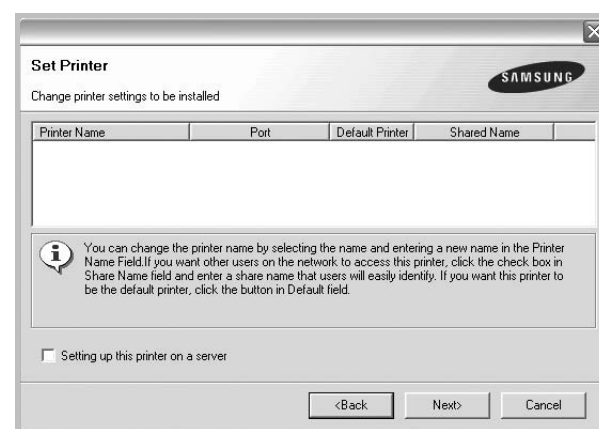 Set Printer
SAMSUNG
Change printer settings to be installed
Printer Name Port Default Printer Shared Name
You can change the printer name by selecting the name and entering a new name in the Printer
Name Field.If you want other users on the network to access this printer, click the check box in
Share Name field and enter a share name that users will easily identify. If you want this printer to
be the default printer, click the button in Default field.
Setting up this printer on a server
<Back Next> Cancel